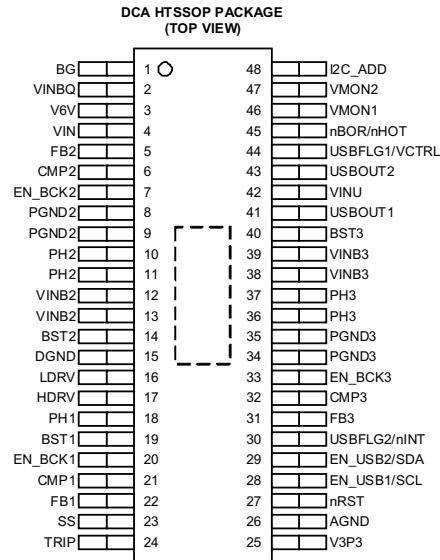 DCA HTSSOP PACKAGE
(TOP VIEW)
BG 1 48 I2C_ADD
VINBQ 2 47 VMON2
V6V 3 46 VMON1
VIN 4 45 nBOR/nHOT
FB2 5 44 USBFLG1/VCTRL
CMP2 6 43 USBOUT2
EN_BCK2 7 42 VINU
PGND2 8 41 USBOUT1
PGND2 9 40 BST3
PH2 10 39 VINB3
PH2 11 38 VINB3
VINB2 12 37 PH3
VINB2 13 36 PH3
BST2 14 35 PGND3
DGND 15 34 PGND3
LDRV 16 33 EN_BCK3
HDRV 17 32 CMP3
PH1 18 31 FB3
BST1 19 30 USBFLG2/nINT
EN_BCK1 20 29 EN_USB2/SDA
CMP1 21 28 EN_USB1/SCL
FB1 22 27 nRST
SS 23 26 AGND
TRIP 24 25 V3P3